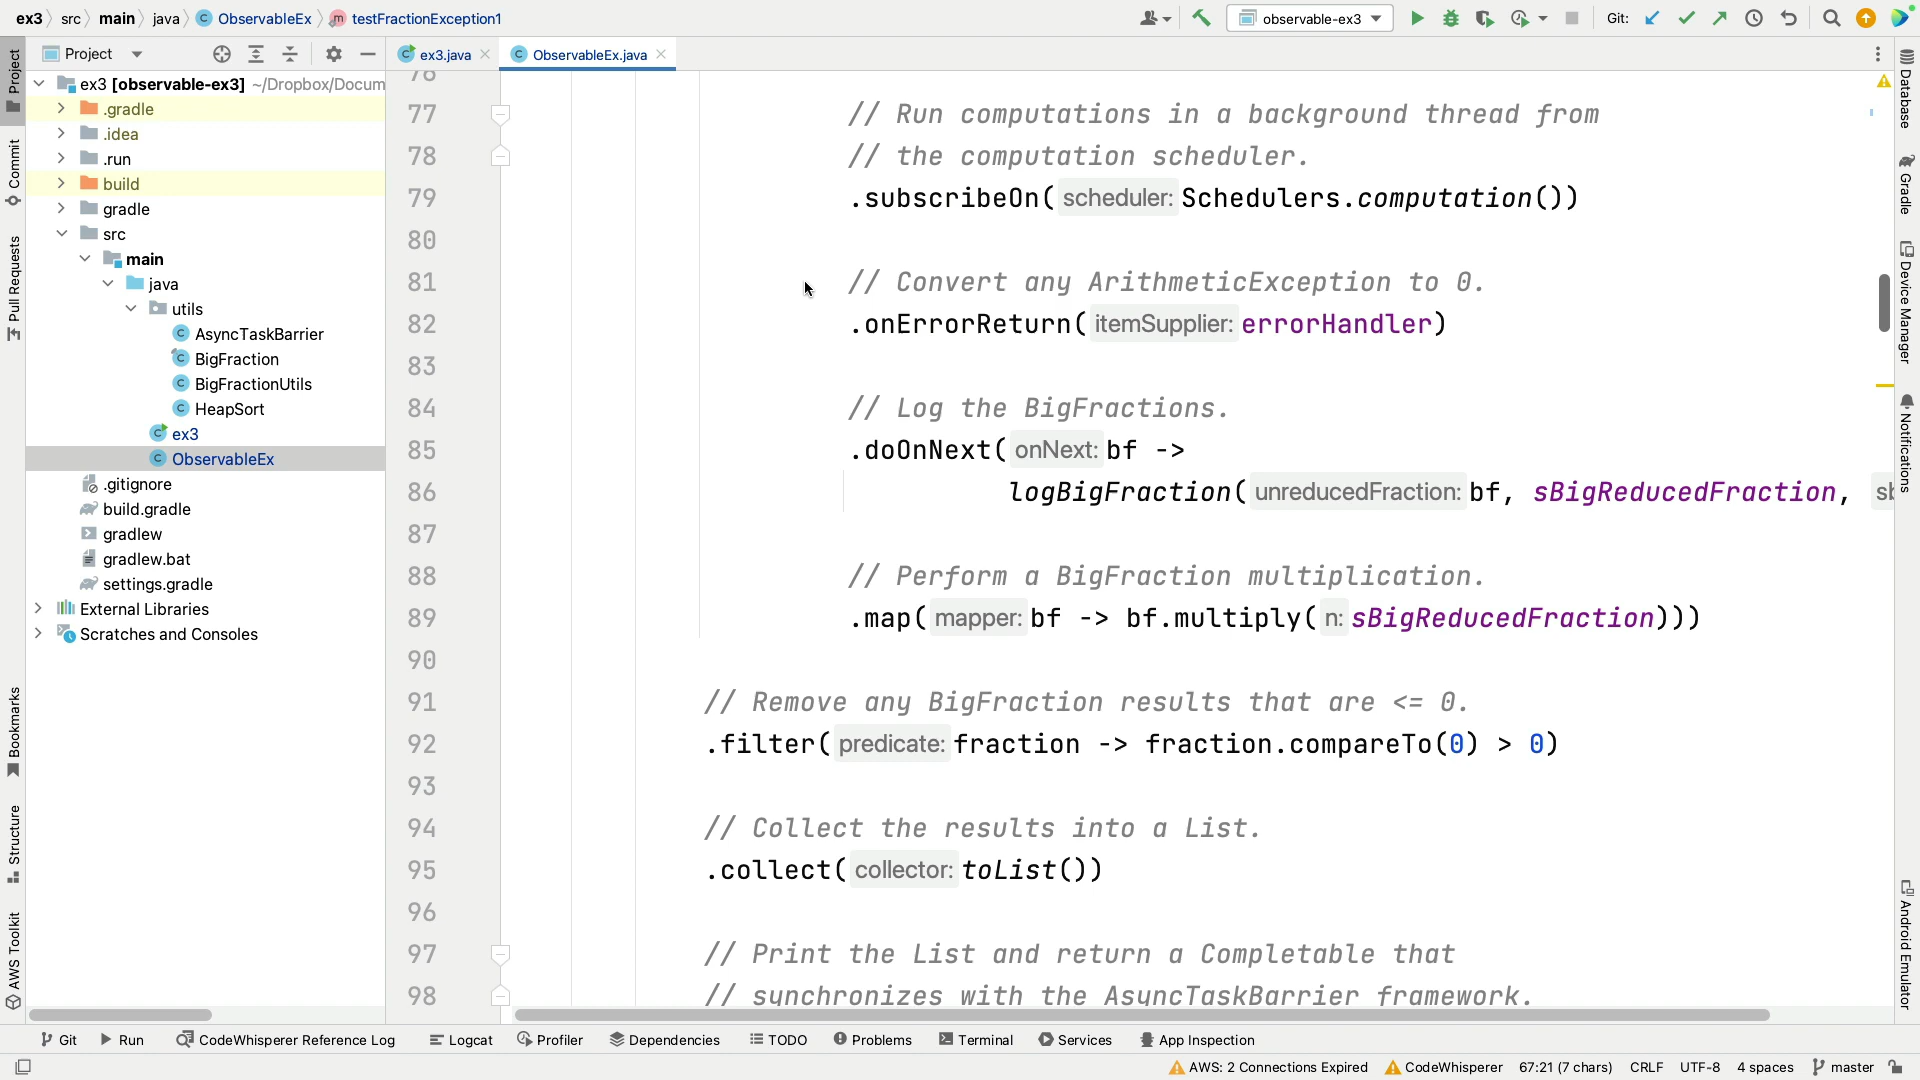 ex3 src main java ObservableEx testFractionException1
observable-ex3
Git:
Project
ex3.java
ObservableEx.java
ex3 [observable-ex3] ~/Dropbox/Docum
.gradle
.idea
.run
build
gradle
src
main
java
utils
AsyncTaskBarrier
BigFraction
BigFractionUtils
HeapSort
ex3
ObservableEx
.gitignore
build.gradle
gradlew
gradlew.bat
settings.gradle
External Libraries
Scratches and Consoles
Project
Commit
Pull Requests
Bookmarks
Structure
AWS Toolkit
76
77 // Run computations in a background thread from
78 // the computation scheduler.
79 .subscribeOn( scheduler: Schedulers.computation())
80
81 // Convert any ArithmeticException to 0.
82 .onErrorReturn( itemSupplier: errorHandler)
83
84 // Log the BigFractions.
85 .doOnNext( onNext: bf ->
86 logBigFraction( unreducedFraction: bf, sBigReducedFraction, sb
87
88 // Perform a BigFraction multiplication.
89 .map( mapper: bf -> bf.multiply( n: sBigReducedFraction)))
90
91 // Remove any BigFraction results that are <= 0.
92 .filter( predicate: fraction -> fraction.compareTo(0) > 0)
93
94 // Collect the results into a List.
95 .collect( collector: toList())
96
97 // Print the List and return a Completable that
98 // synchronizes with the AsyncTaskBarrier framework.
Database
Gradle
Device Manager
Notifications
Android Emulator
Git Run CodeWhisperer Reference Log Logcat Profiler Dependencies TODO Problems Terminal Services App Inspection
AWS: 2 Connections Expired CodeWhisperer 67:21 (7 chars) CRLF UTF-8 4 spaces master